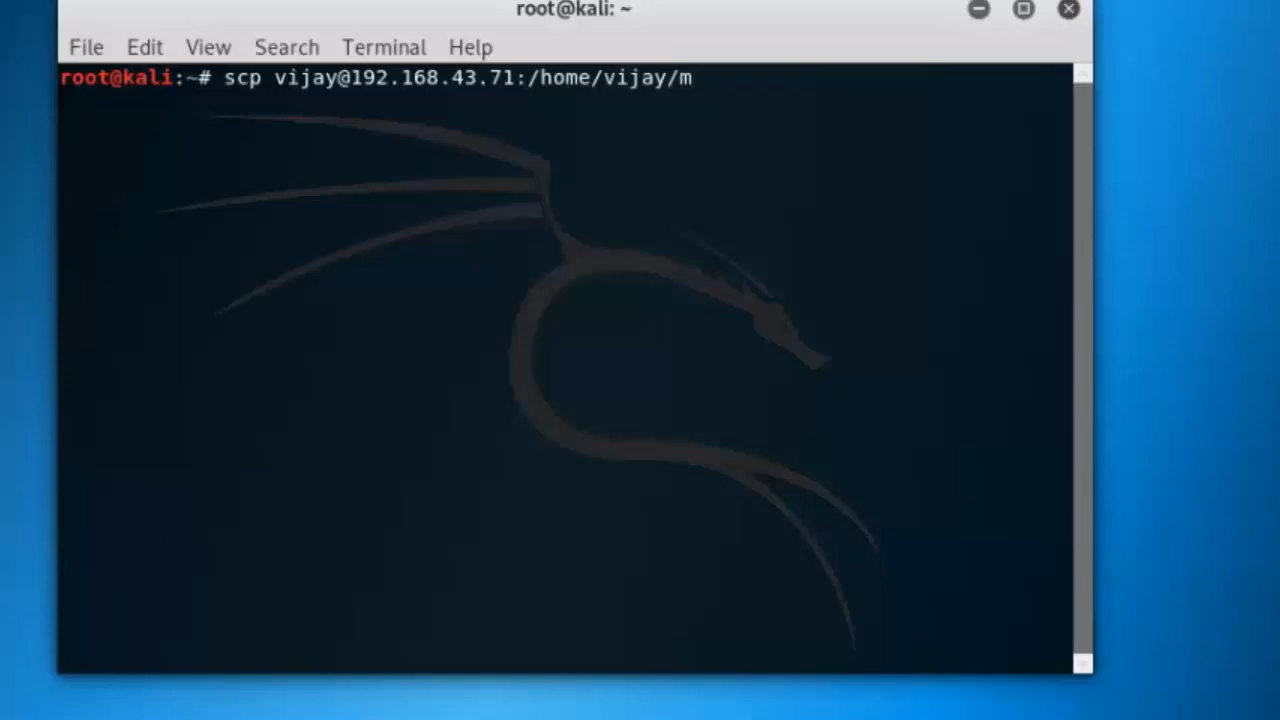 root@kali: ~
File Edit View Search Terminal Help
root@kali:~# scp vijay@192.168.43.71:/home/vijay/m